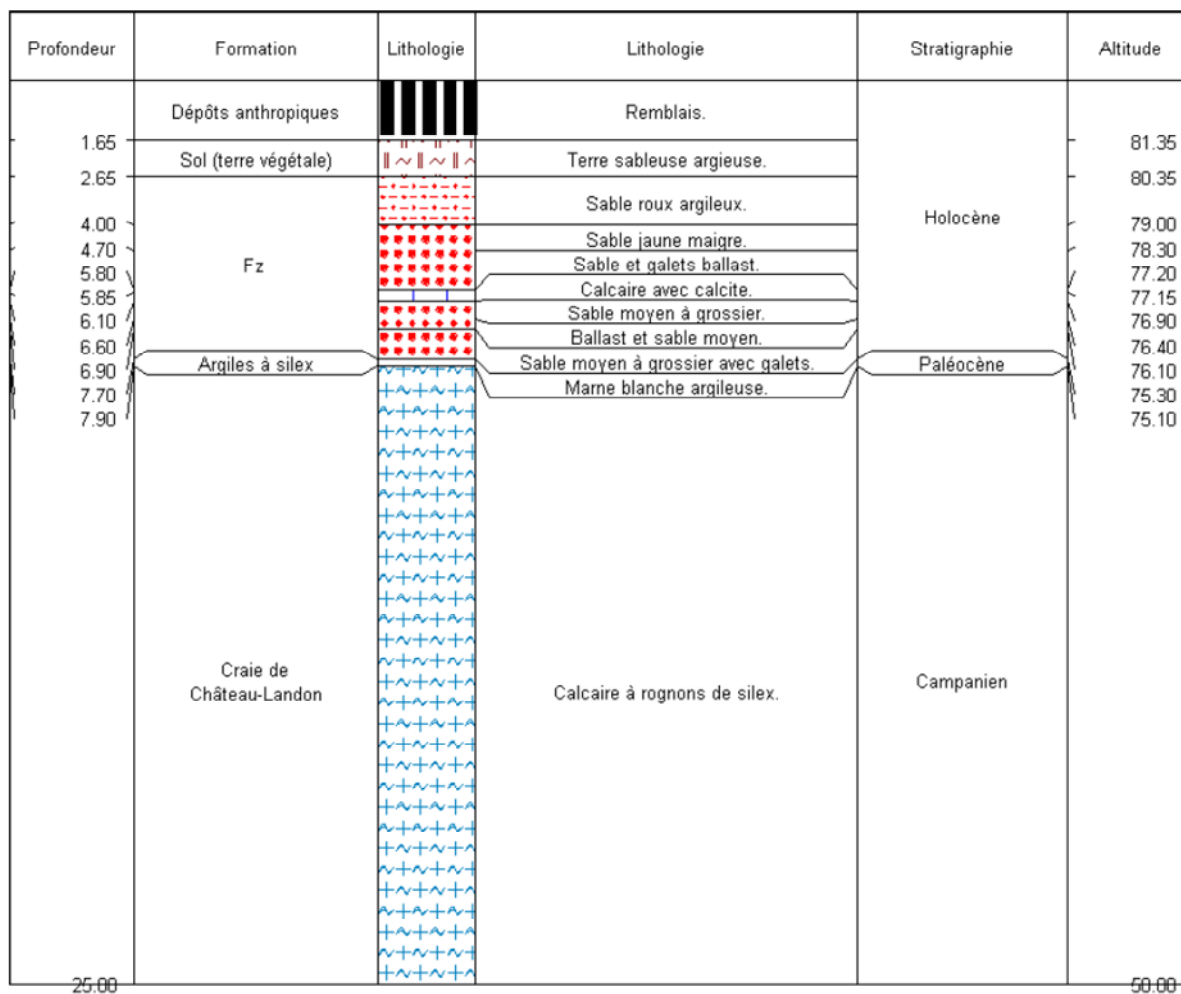 Profondeur Formation Lithologie Lithologie Stratigraphie Altitude
Dépôts anthropiques Remblais.
1.65 81.35
Sol (terre végétale) Terre sableuse argieuse.
2.65 80.35
Sable roux argileux.
Holocène
4.00 79.00
Sable jaune maigre.
4.70 78.30
Fz Sable et galets ballast.
5.80 77.20
Calcaire avec calcite.
5.85 77.15
Sable moyen à grossier.
6.10 76.90
Ballast et sable moyen.
6.60 76.40
Argiles à silex Sable moyen à grossier avec galets. Paléocène
6.90 76.10
Marne blanche argileuse.
7.70 75.30
7.90 75.10
Craie de
Château-Landon
Calcaire à rognons de silex.
Campanien
25.00 50.00